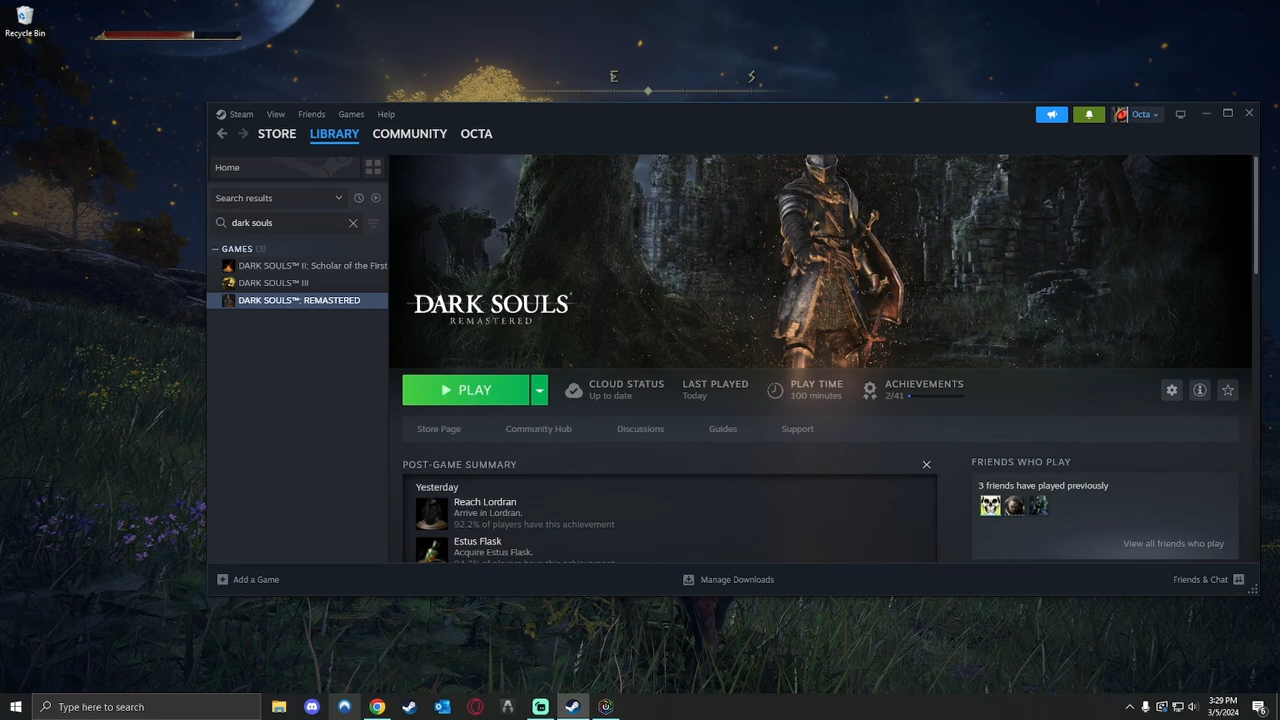 Recycle Bin
E
S
Steam View Friends Games Help
Octa
STORE LIBRARY COMMUNITY OCTA
Home
Search results
dark souls
GAMES (3)
DARK SOULS™ II: Scholar of the First
DARK SOULS™ III
DARK SOULS™: REMASTERED
DARK SOULS
REMASTERED
PLAY
CLOUD STATUS
Up to date
LAST PLAYED
Today
PLAY TIME
100 minutes
ACHIEVEMENTS
2/41
Store Page Community Hub Discussions Guides Support
POST-GAME SUMMARY
Yesterday
Reach Lordran
Arrive in Lordran.
92.2% of players have this achievement
Estus Flask
Acquire Estus Flask.
FRIENDS WHO PLAY
3 friends have played previously
View all friends who play
Add a Game
Manage Downloads
Friends & Chat
Type here to search
3:29 PM
3/5/2024
6